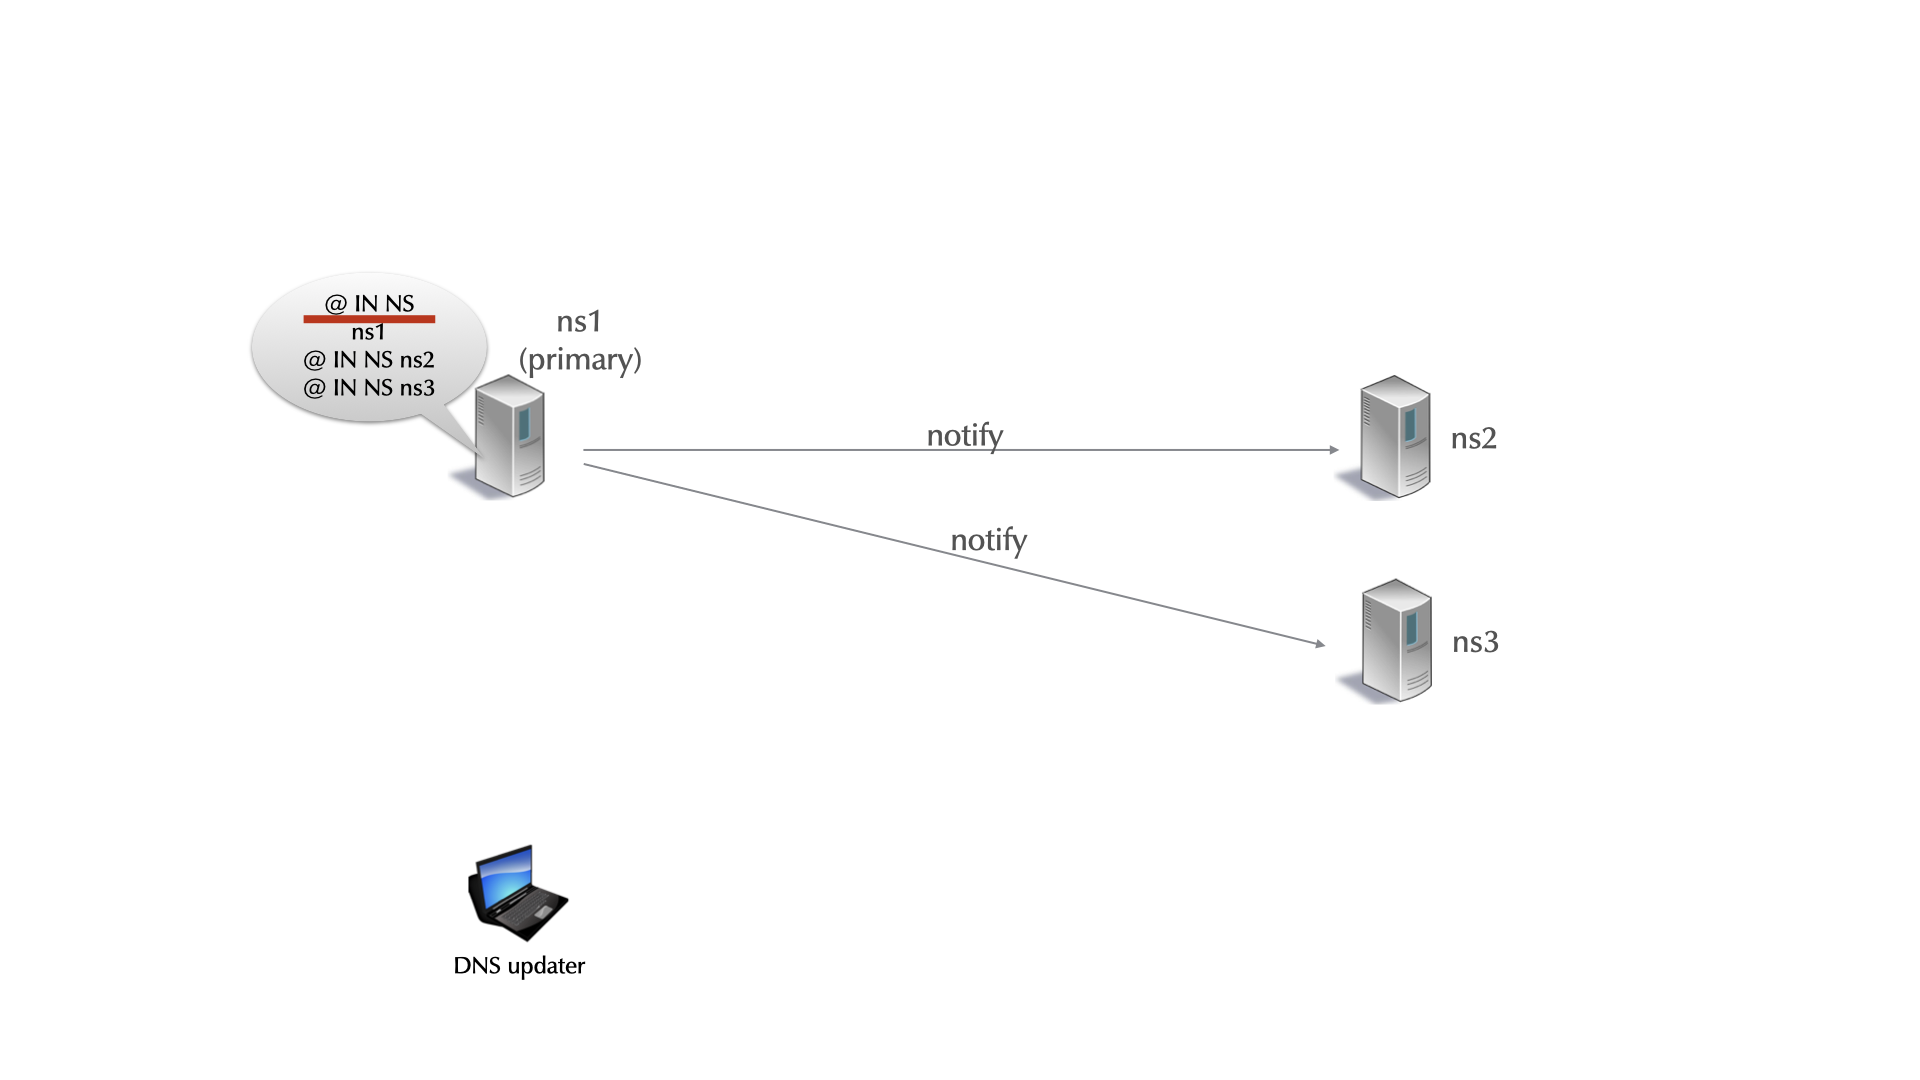 @ IN NS
ns1
@ IN NS ns2
@ IN NS ns3
ns1
(primary)
notify
ns2
notify
ns3
DNS updater